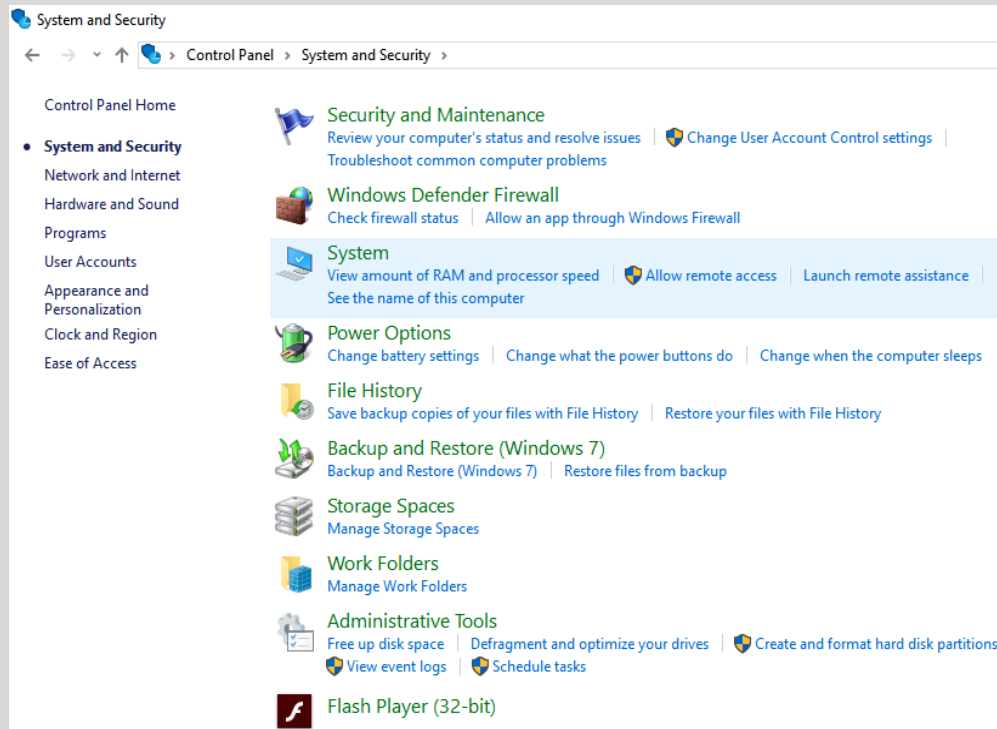 System and Security
Control Panel > System and Security >
Control Panel Home
System and Security
Network and Internet
Hardware and Sound
Programs
User Accounts
Appearance and
Personalization
Clock and Region
Ease of Access
Security and Maintenance
Review your computer's status and resolve issues
Change User Account Control settings
Troubleshoot common computer problems
Windows Defender Firewall
Check firewall status
Allow an app through Windows Firewall
System
View amount of RAM and processor speed
Allow remote access
Launch remote assistance
See the name of this computer
Power Options
Change battery settings
Change what the power buttons do
Change when the computer sleeps
File History
Save backup copies of your files with File History
Restore your files with File History
Backup and Restore (Windows 7)
Backup and Restore (Windows 7)
Restore files from backup
Storage Spaces
Manage Storage Spaces
Work Folders
Manage Work Folders
Administrative Tools
Free up disk space
Defragment and optimize your drives
Create and format hard disk partitions
View event logs
Schedule tasks
Flash Player (32-bit)